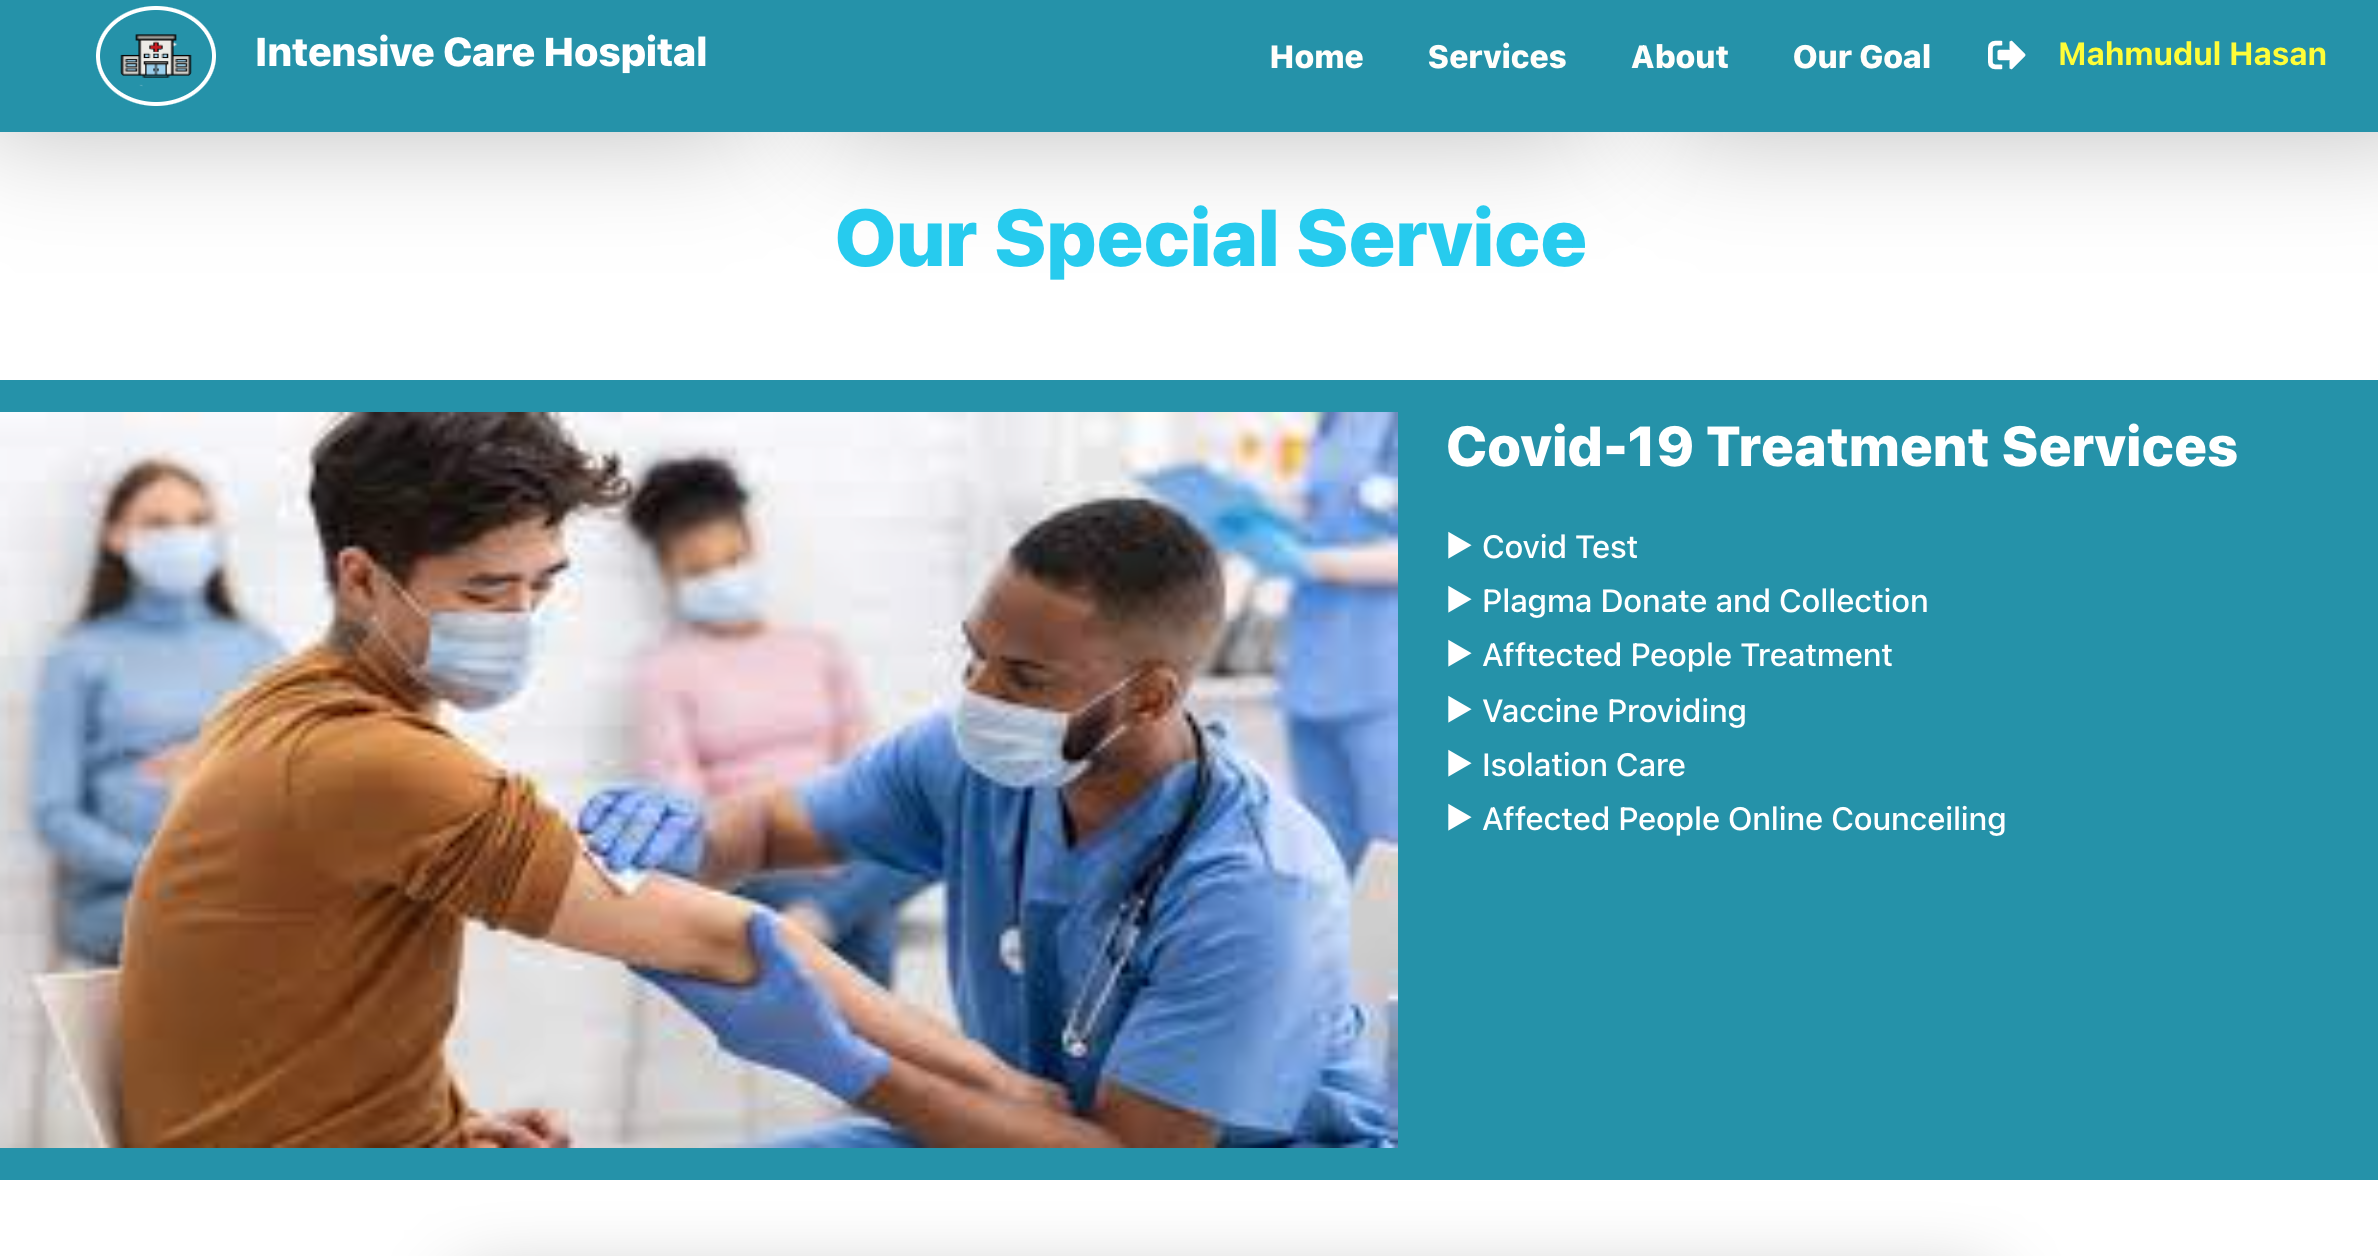 Intensive Care Hospital
Home Services About Our Goal Mahmudul Hasan
Our Special Service
Covid-19 Treatment Services
▶ Covid Test
▶ Plagma Donate and Collection
▶ Afftected People Treatment
▶ Vaccine Providing
▶ Isolation Care
▶ Affected People Online Counceiling